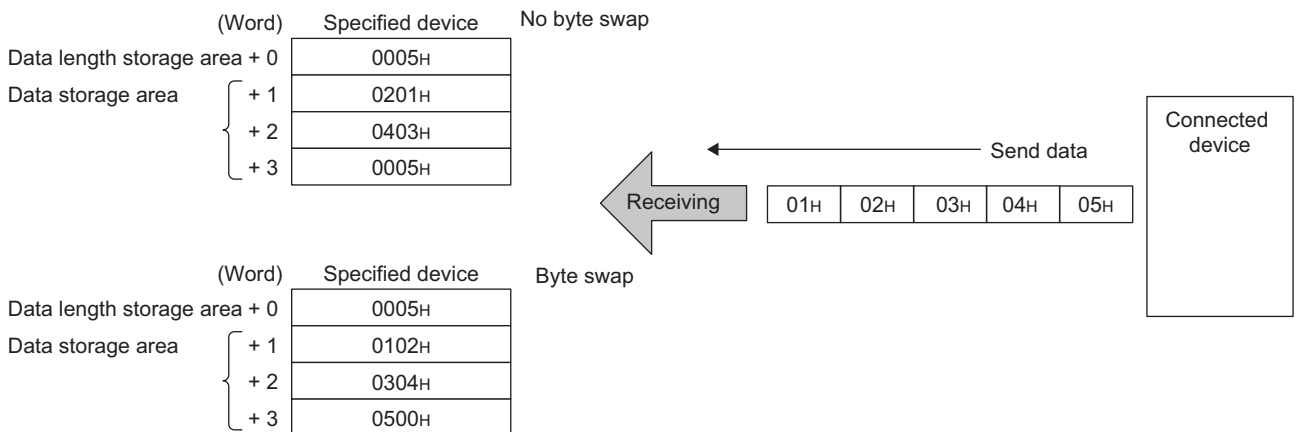 (Word) Specified device No byte swap
Data length storage area + 0 0005H
Data storage area + 1 0201H
+ 2 0403H
+ 3 0005H
Connected
device
Send data
Receiving 01H 02H 03H 04H 05H
(Word) Specified device Byte swap
Data length storage area + 0 0005H
Data storage area + 1 0102H
+ 2 0304H
+ 3 0500H